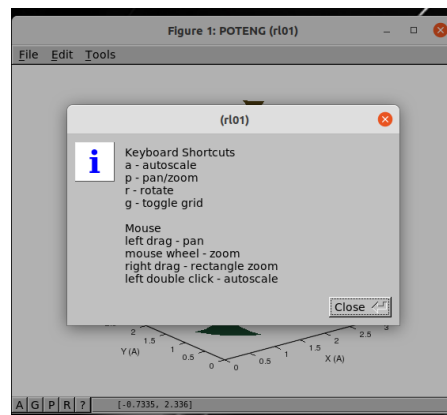 Figure 1: POTENG (rl01)
File Edit Tools
(rl01)
i
Keyboard Shortcuts
a - autoscale
p - pan/zoom
r - rotate
g - toggle grid
Mouse
left drag - pan
mouse wheel - zoom
right drag - rectangle zoom
left double click - autoscale
Close
2
1.5
1
0.5
0
Y (A)
0
0.5
1
1.5
2
2.5
3
X (A)
A G P R ? [-0.7335, 2.336]